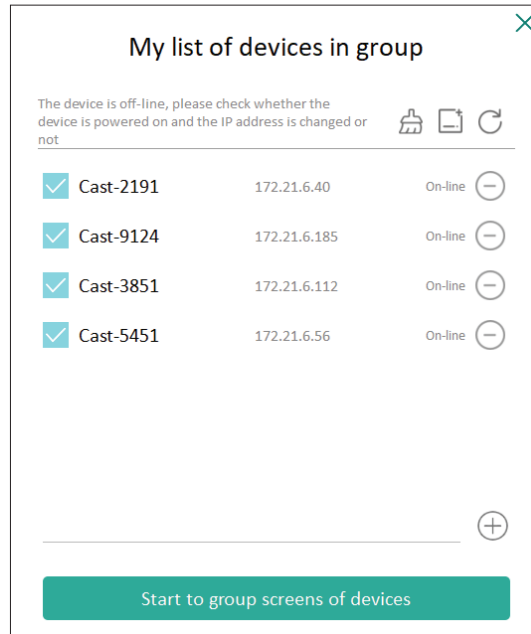 My list of devices in group
The device is off-line, please check whether the
device is powered on and the IP address is changed or
not
Cast-2191 172.21.6.40 On-line
Cast-9124 172.21.6.185 On-line
Cast-3851 172.21.6.112 On-line
Cast-5451 172.21.6.56 On-line
Start to group screens of devices